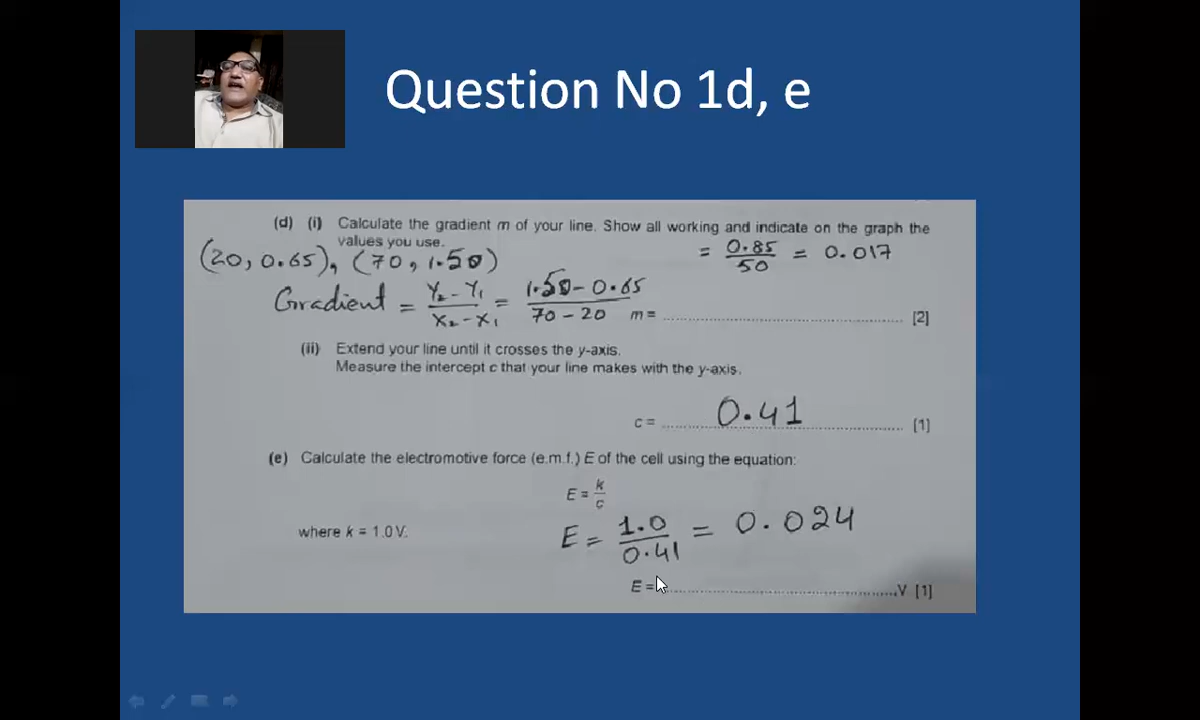 Question No 1d, e
(d) (i) Calculate the gradient m of your line. Show all working and indicate on the graph the
values you use.
(20, 0.65), (70, 1.50)
= 0.85/50 = 0.017
Gradient = Y₂ - Y₁/X₂ - X₁ = 1.50 - 0.65/70 - 20
m = ........................................ [2]
(ii) Extend your line until it crosses the y-axis.
Measure the intercept c that your line makes with the y-axis.
c = 0.41 [1]
(e) Calculate the electromotive force (e.m.f.) E of the cell using the equation:
E = k/c
where k = 1.0 V.
E = 1.0/0.41 = 0.024
E = ........................................ V [1]